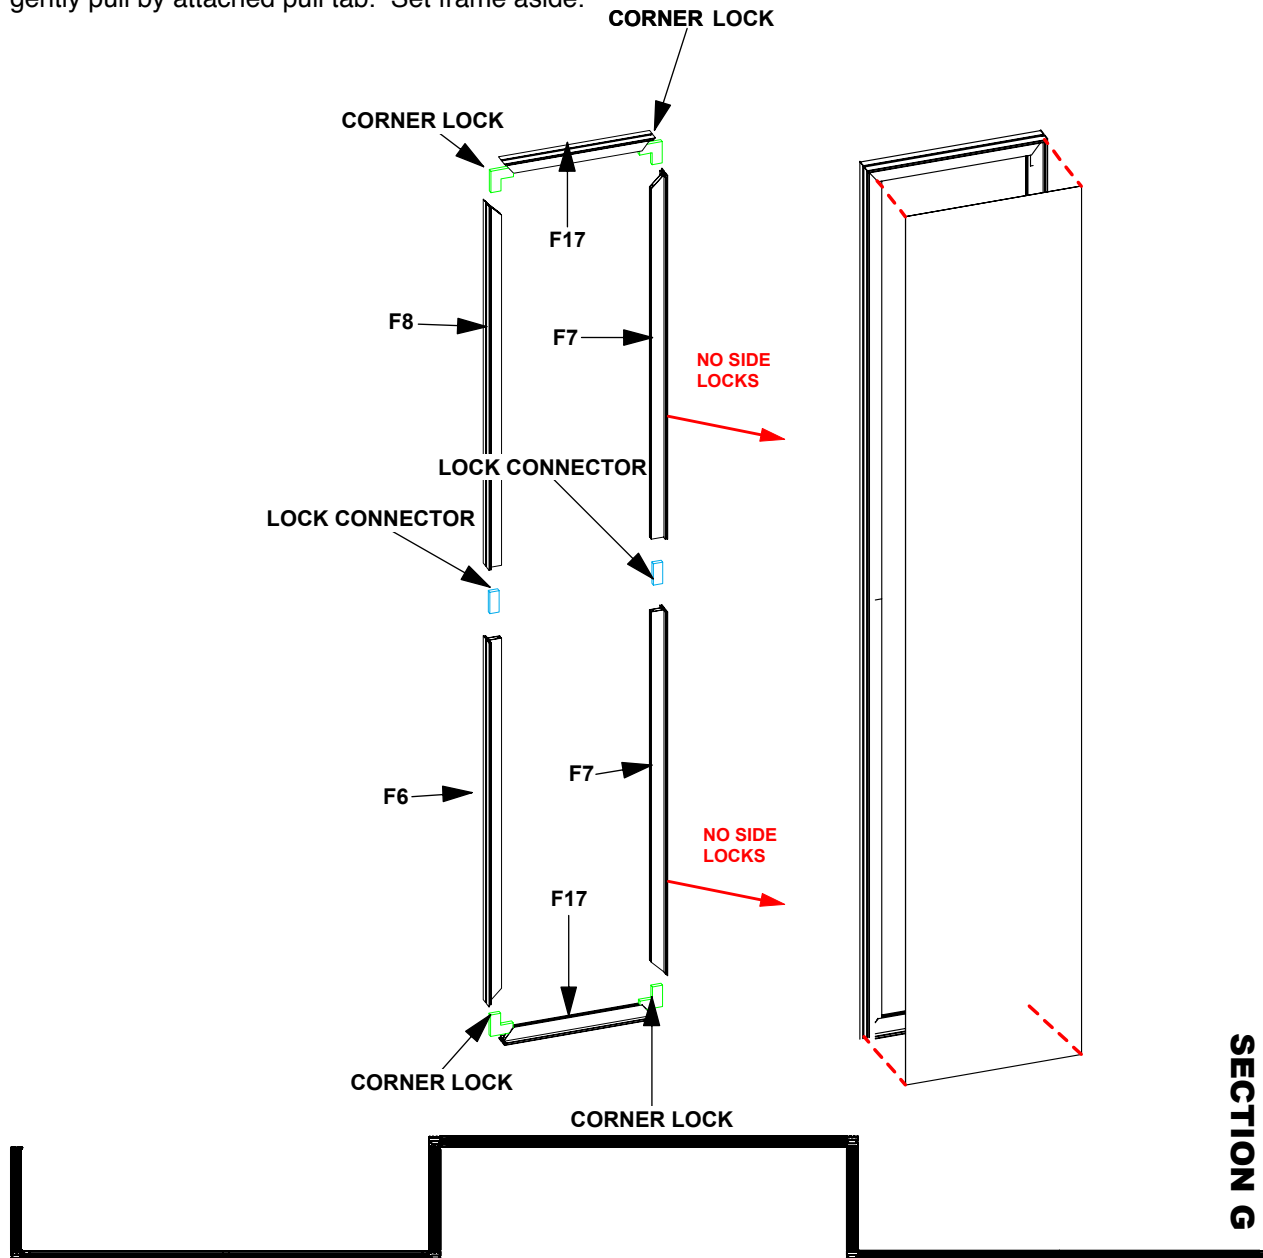 gently pull by attached pull tab.  Set frame aside.
CORNER LOCK
CORNER LOCK
F17
F8
F7
NO SIDE
LOCKS
LOCK CONNECTOR
LOCK CONNECTOR
F7
F6
NO SIDE
LOCKS
F17
CORNER LOCK
CORNER LOCK
SECTION G